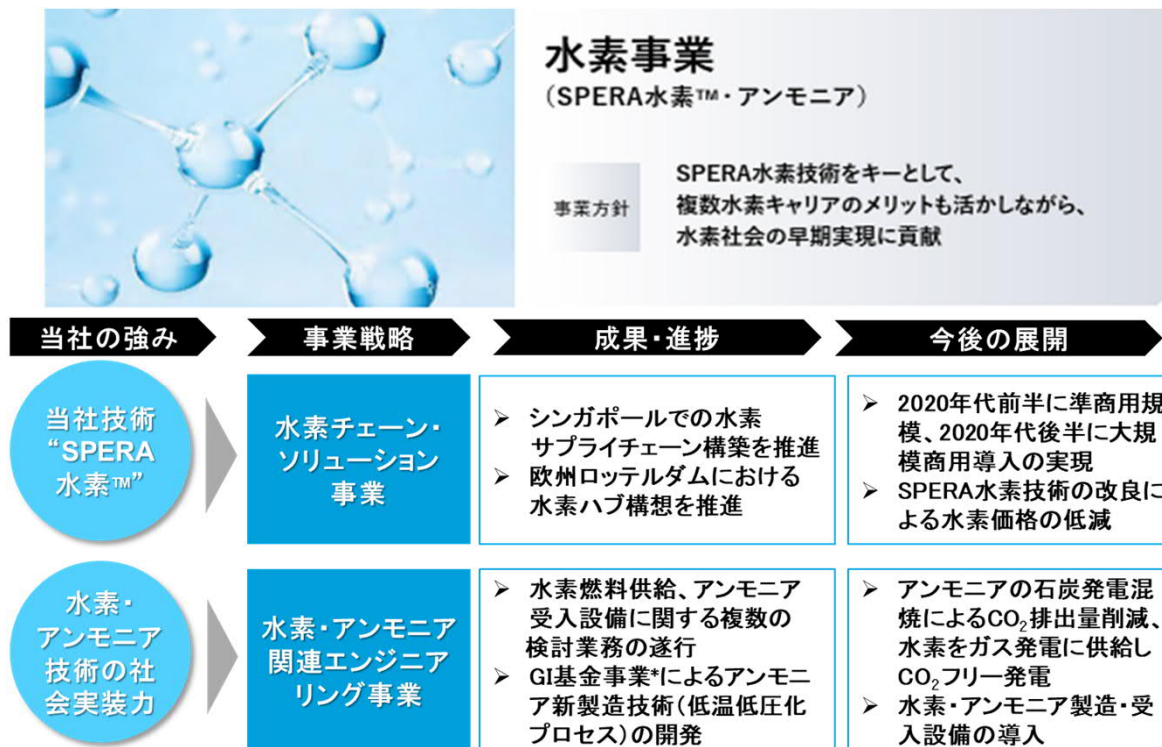 水素事業
（SPERA水素™・アンモニア）
事業方針
SPERA水素技術をキーとして、
複数水素キャリアのメリットも活かしながら、
水素社会の早期実現に貢献
当社の強み
事業戦略
成果・進捗
今後の展開
当社技術
“SPERA
水素™”
水素チェーン・
ソリューション
事業
➢ シンガポールでの水素
サプライチェーン構築を推進
➢ 欧州ロッテルダムにおける
水素ハブ構想を推進
➢ 2020年代前半に準商用規
模、2020年代後半に大規
模商用導入の実現
➢ SPERA水素技術の改良に
よる水素価格の低減
水素・
アンモニア
技術の社
会実装力
水素・アンモニア
関連エンジニア
リング事業
➢ 水素燃料供給、アンモニア
受入設備に関する複数の
検討業務の遂行
➢ GI基金事業*によるアンモニ
ア新製造技術（低温低圧化
プロセス）の開発
➢ アンモニアの石炭発電混
焼によるCO₂排出量削減、
水素をガス発電に供給し
CO₂フリー発電
➢ 水素・アンモニア製造・受
入設備の導入